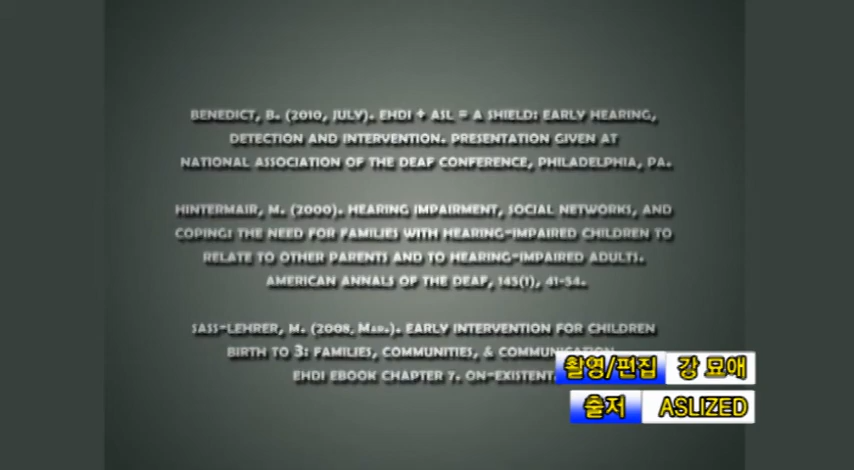 BENEDICT, B. (2010, JULY). EHDI + ASL = A SHIELD: EARLY HEARING,
DETECTION AND INTERVENTION. PRESENTATION GIVEN AT
NATIONAL ASSOCIATION OF THE DEAF CONFERENCE, PHILADELPHIA, PA.
HINTERMAIR, M. (2000). HEARING IMPAIRMENT, SOCIAL NETWORKS, AND
COPING: THE NEED FOR FAMILIES WITH HEARING-IMPAIRED CHILDREN TO
RELATE TO OTHER PARENTS AND TO HEARING-IMPAIRED ADULTS.
AMERICAN ANNALS OF THE DEAF, 145(1), 41-54.
SASS-LEHRER, M. (2008, MAR.). EARLY INTERVENTION FOR CHILDREN
BIRTH TO 3: FAMILIES, COMMUNITIES, & COMMUNICATION
EHDI EBOOK CHAPTER 7. ON-EXISTENT
촬영/편집 강 묘애
출저 ASLIZED